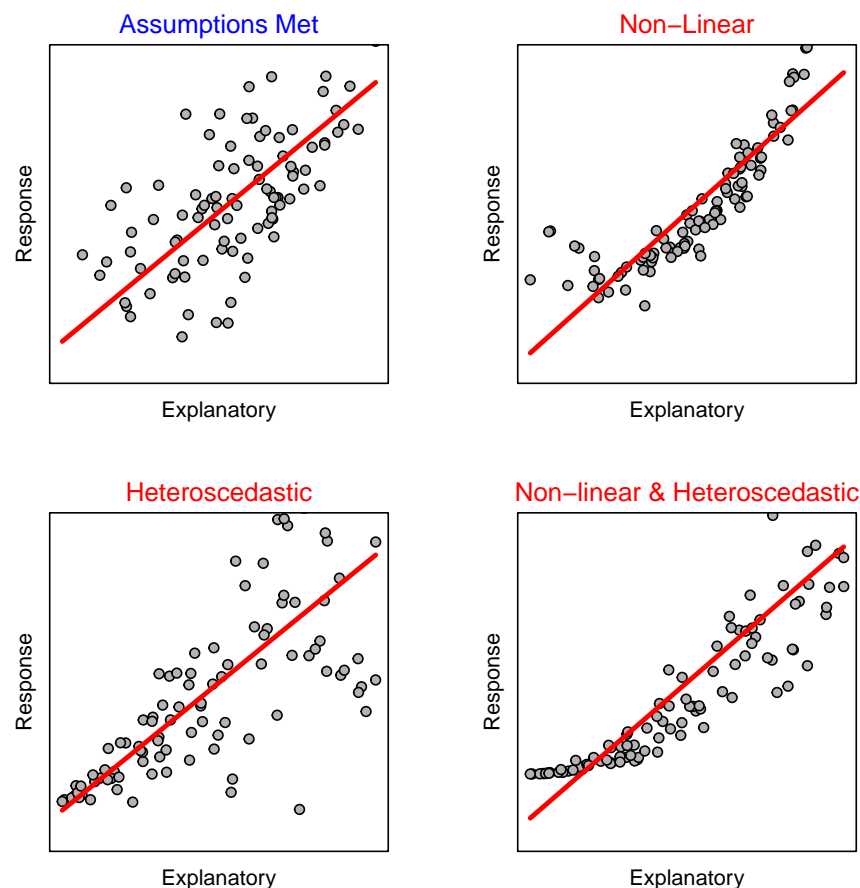 Assumptions Met
Non−Linear
Response
Response
Explanatory
Explanatory
Heteroscedastic
Non−linear & Heteroscedastic
Response
Response
Explanatory
Explanatory